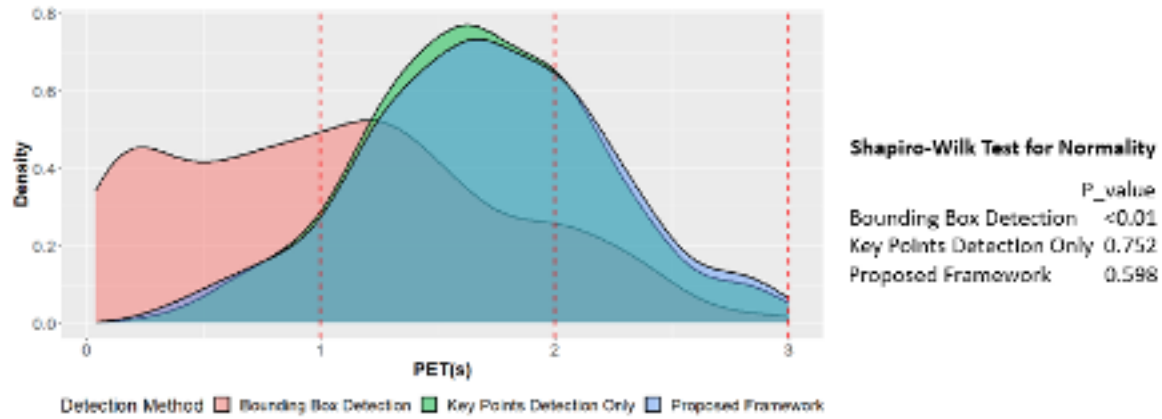 0.8
0.6
0.4
0.2
0.0
Density
0 1 2 3
PET(s)
Detection Method Bounding Box Detection Key Points Detection Only Proposed Framework
Shapiro-Wilk Test for Normality
P_value
Bounding Box Detection <0.01
Key Points Detection Only 0.752
Proposed Framework 0.598